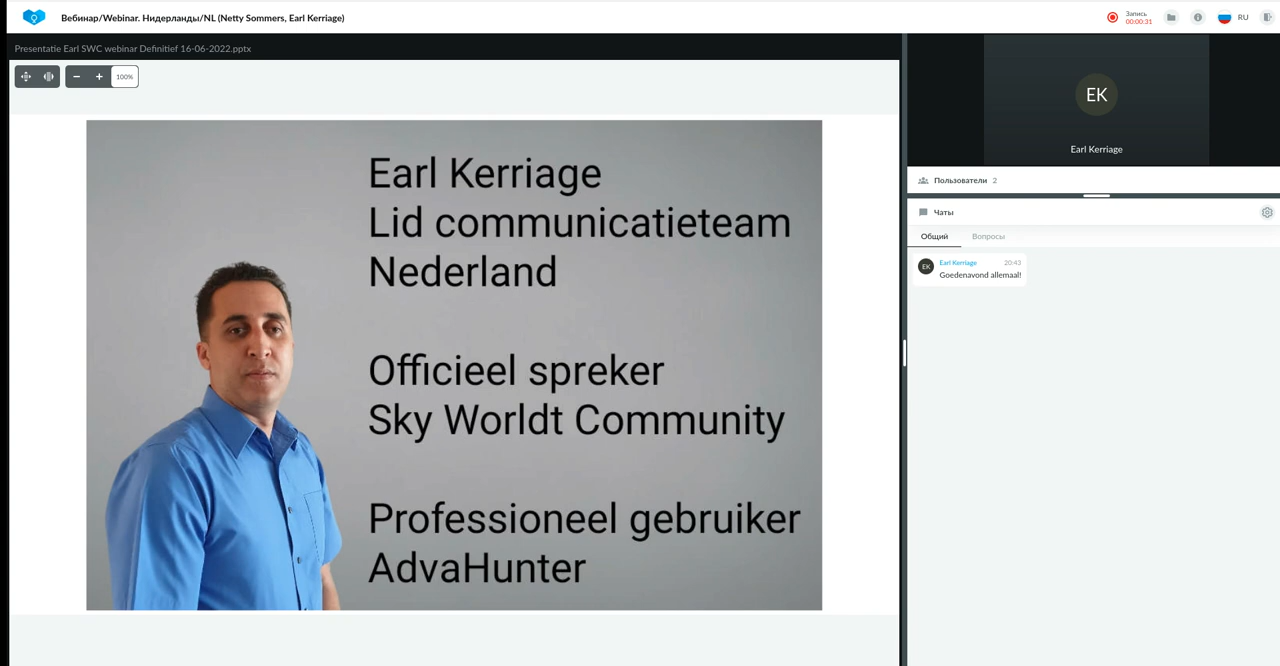 Вебинар/Webinar. Нидерланды/NL (Netty Sommers, Earl Kerriage)
Запись
00:00:31
RU
Presentatie Earl SWC webinar Definitief 16-06-2022.pptx
100%
Earl Kerriage
Lid communicatieteam
Nederland
Officieel spreker
Sky Worldt Community
Professioneel gebruiker
AdvaHunter
EK
Earl Kerriage
Пользователи 2
Чаты
Общий Вопросы
EK Earl Kerriage 20:43
Goedenavond allemaal!